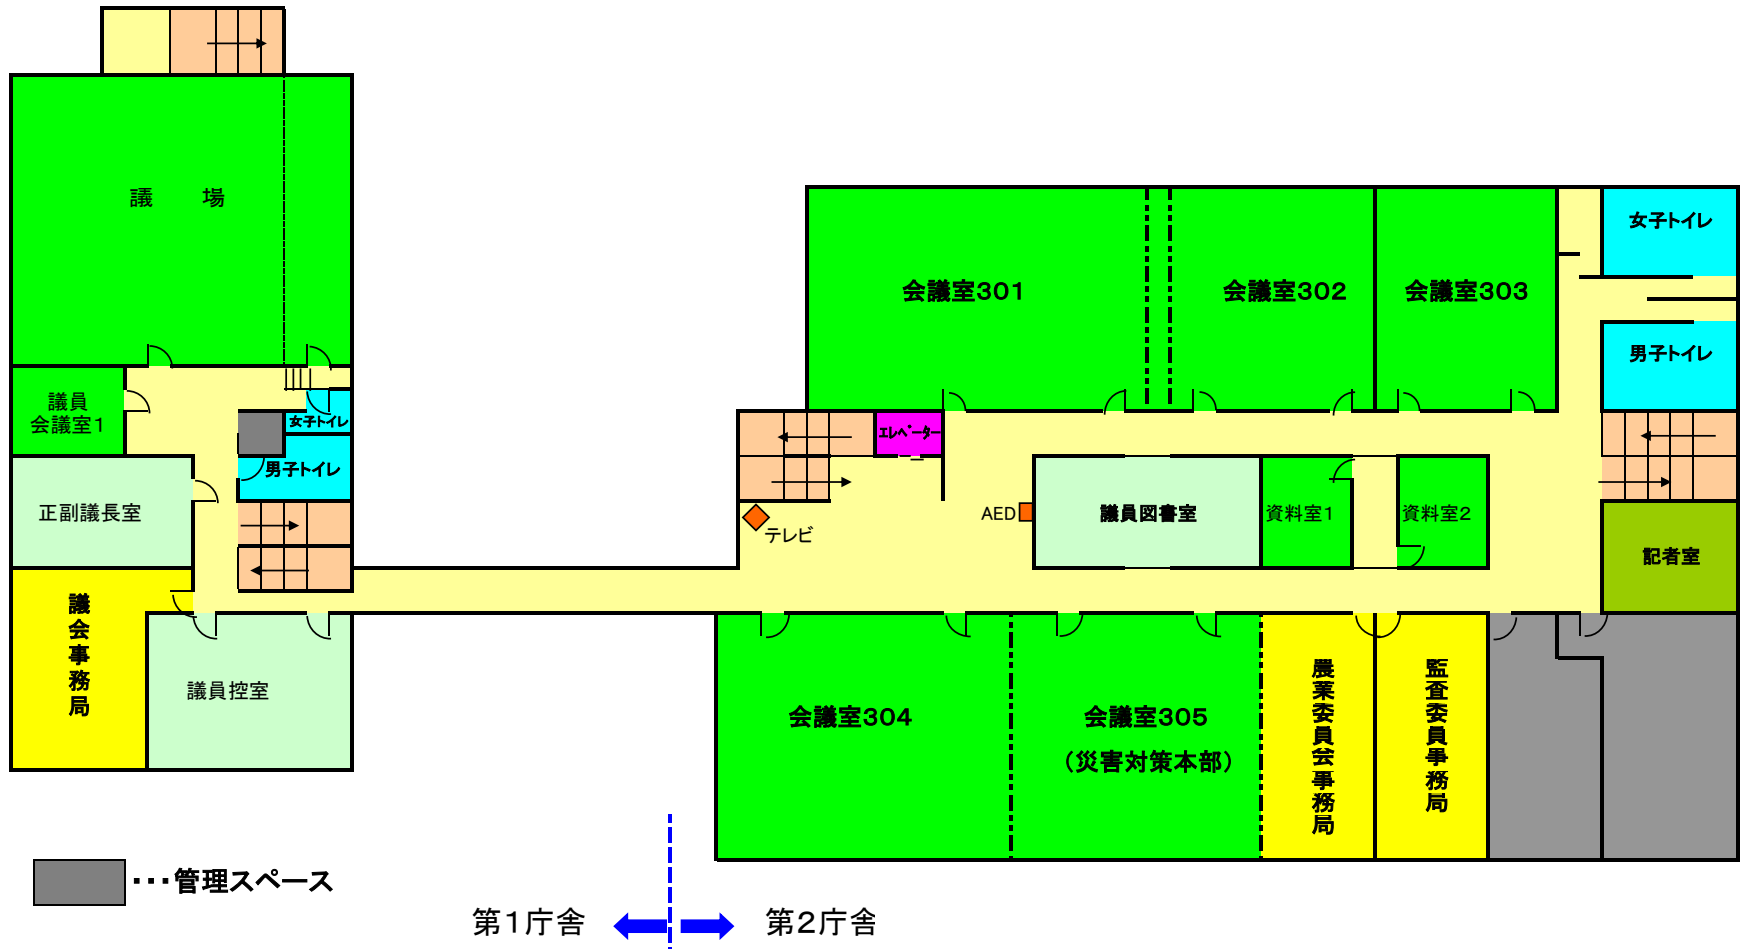 議　場
議員
会議室1
女子トイレ
男子トイレ
正副議長室
議会事務局
議員控室
会議室301
会議室302
会議室303
女子トイレ
男子トイレ
エレベーター
テレビ
AED
議員図書室
資料室1
資料室2
記者室
会議室304
会議室305
（災害対策本部）
農業委員会事務局
監査委員事務局
･･･管理スペース
第1庁舎
第2庁舎